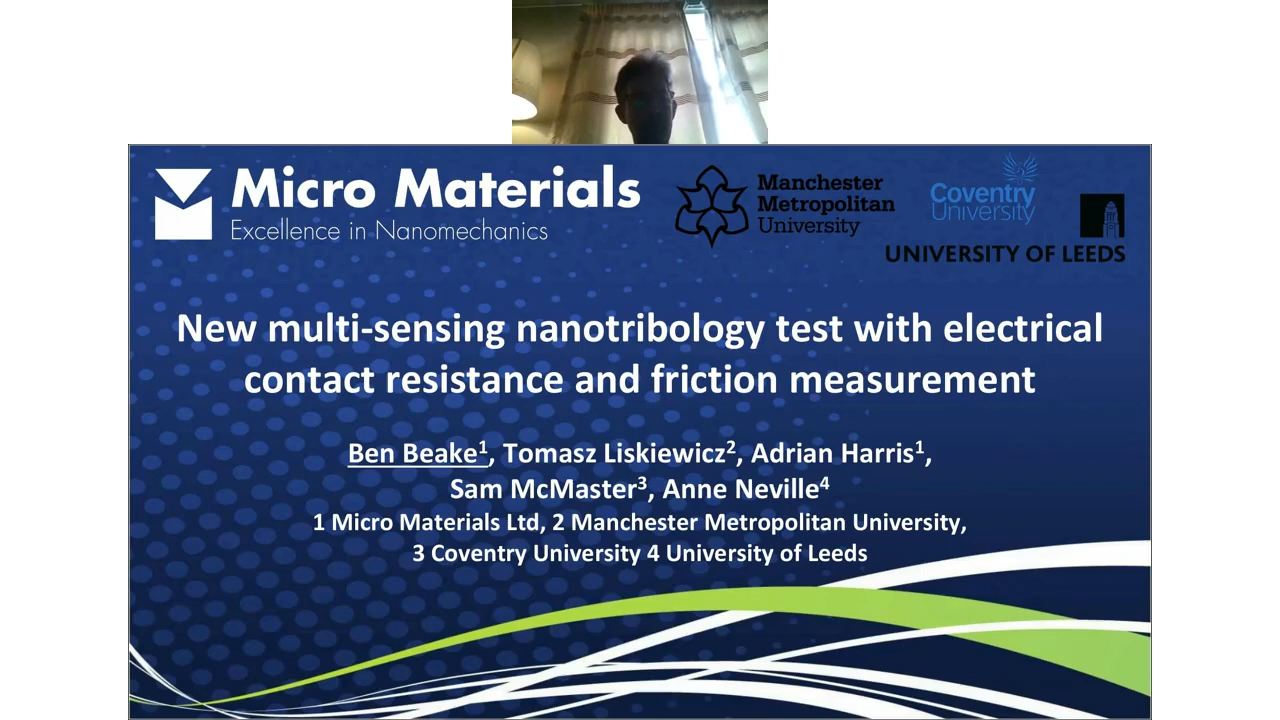 Micro Materials
Excellence in Nanomechanics
Manchester
Metropolitan
University
Coventry
University
UNIVERSITY OF LEEDS
New multi-sensing nanotribology test with electrical
contact resistance and friction measurement
Ben Beake¹, Tomasz Liskiewicz², Adrian Harris¹,
Sam McMaster³, Anne Neville⁴
1 Micro Materials Ltd, 2 Manchester Metropolitan University,
3 Coventry University 4 University of Leeds